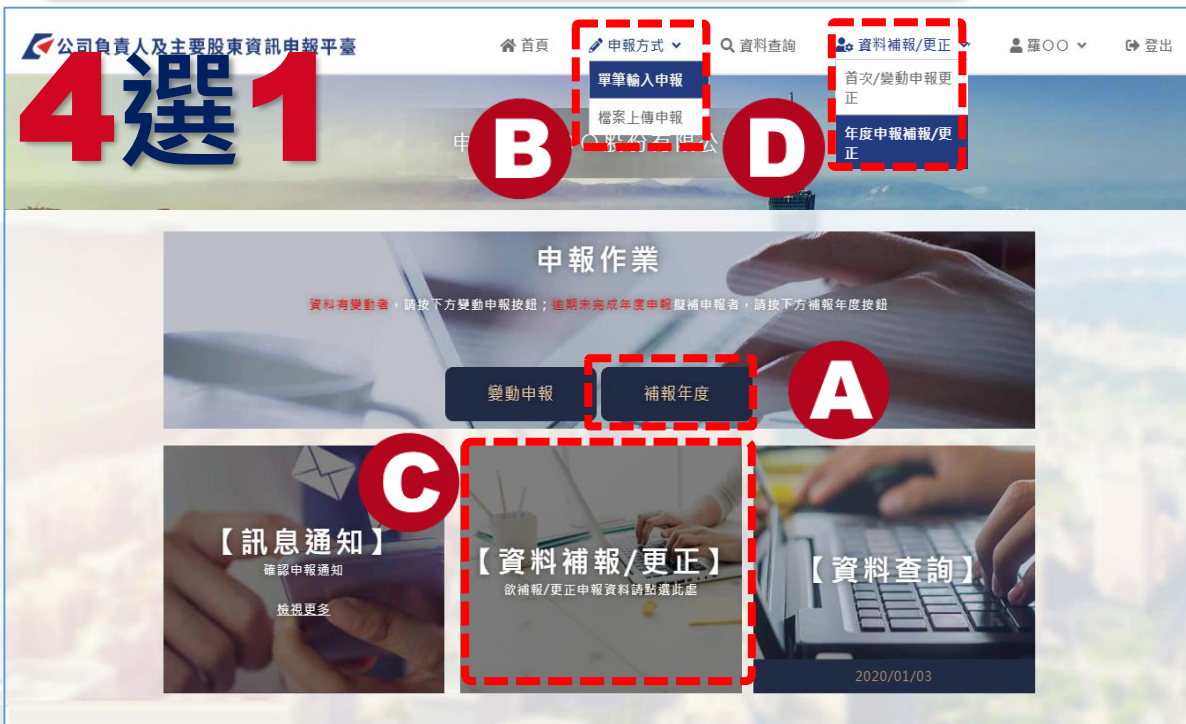 公司負責人及主要股東資訊申報平臺
首頁
申報方式
資料查詢
資料補報/更正
羅〇〇
登出
4選1
單筆輸入申報
檔案上傳申報
首次/變動申報更
正
年度申報補報/更
正
B
D
申
股份有限公
申報作業
資料有變動者，請按下方變動申報按鈕；逾期未完成年度申報擬補申報者，請按下方補報年度按鈕
變動申報
補報年度
A
C
【訊息通知】
確認申報通知
檢視更多
【資料補報/更正】
欲補報/更正申報資料請點選此處
【資料查詢】
2020/01/03